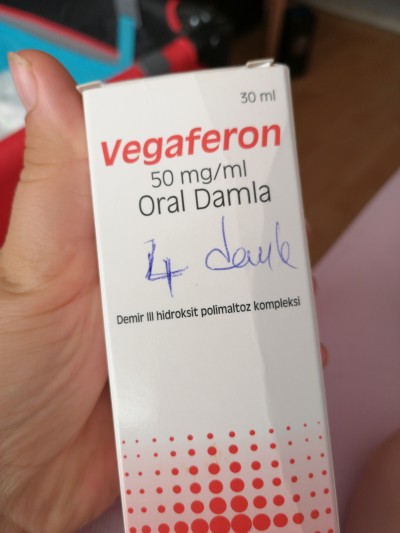 30 ml
Vegaferon
50 mg/ml
Oral Damla
4 damla
Demir III hidroksit polimaltoz kompleksi